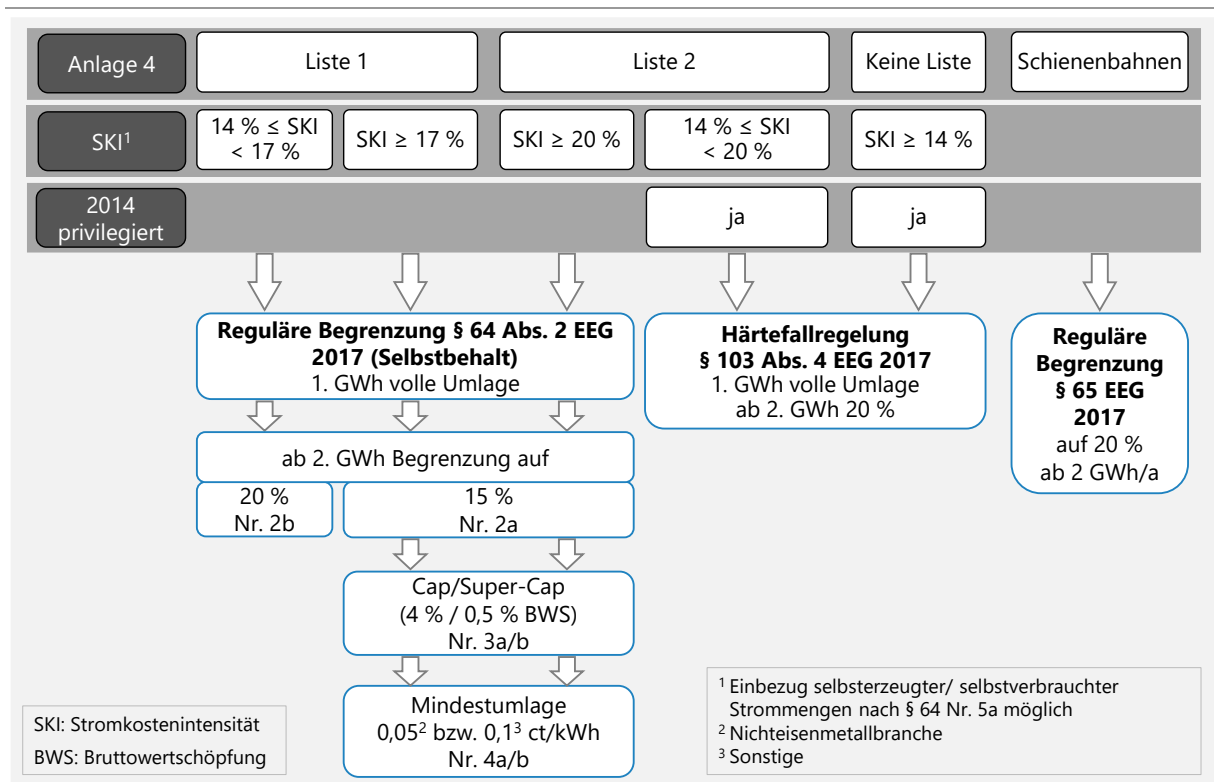 Anlage 4
Liste 1
Liste 2
Keine Liste
Schienenbahnen
SKI¹
14 % ≤ SKI
< 17 %
SKI ≥ 17 %
SKI ≥ 20 %
14 % ≤ SKI
< 20 %
SKI ≥ 14 %
2014
privilegiert
ja
ja
Reguläre Begrenzung § 64 Abs. 2 EEG
2017 (Selbstbehalt)
1. GWh volle Umlage
Härtefallregelung
§ 103 Abs. 4 EEG 2017
1. GWh volle Umlage
ab 2. GWh 20 %
Reguläre
Begrenzung
§ 65 EEG
2017
auf 20 %
ab 2 GWh/a
ab 2. GWh Begrenzung auf
20 %
Nr. 2b
15 %
Nr. 2a
Cap/Super-Cap
(4 % / 0,5 % BWS)
Nr. 3a/b
Mindestumlage
0,05² bzw. 0,1³ ct/kWh
Nr. 4a/b
SKI: Stromkostenintensität
BWS: Bruttowertschöpfung
¹ Einbezug selbsterzeugter/ selbstverbrauchter
Strommengen nach § 64 Nr. 5a möglich
² Nichteisenmetallbranche
³ Sonstige